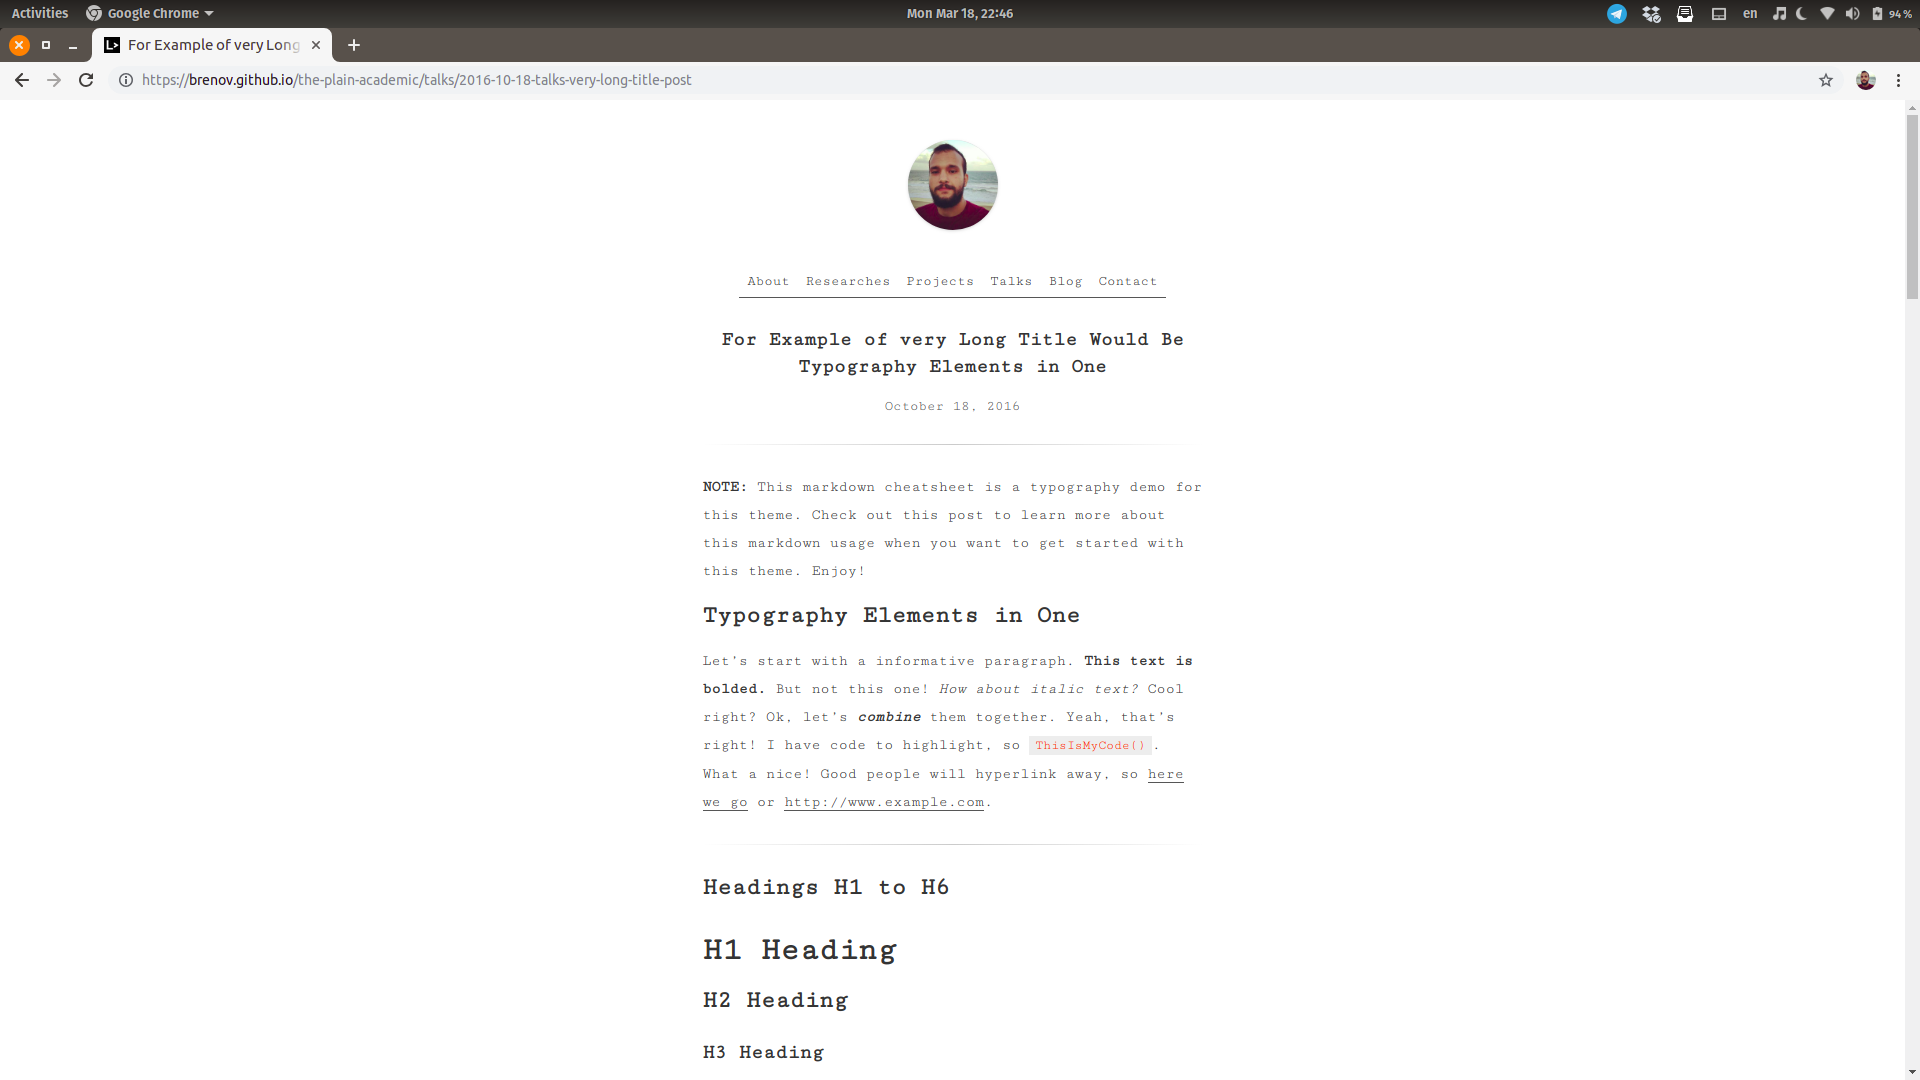 Activities Google Chrome Mon Mar 18, 22:46 en 94 %
L> For Example of very Long
https://brenov.github.io/the-plain-academic/talks/2016-10-18-talks-very-long-title-post
About Researches Projects Talks Blog Contact
For Example of very Long Title Would Be
Typography Elements in One
October 18, 2016
NOTE: This markdown cheatsheet is a typography demo for
this theme. Check out this post to learn more about
this markdown usage when you want to get started with
this theme. Enjoy!
Typography Elements in One
Let's start with a informative paragraph. This text is
bolded. But not this one! How about italic text? Cool
right? Ok, let's combine them together. Yeah, that's
right! I have code to highlight, so ThisIsMyCode().
What a nice! Good people will hyperlink away, so here
we go or http://www.example.com.
Headings H1 to H6
H1 Heading
H2 Heading
H3 Heading